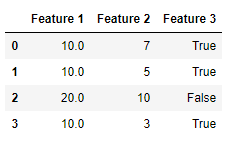 Feature 1 Feature 2 Feature 3
0 10.0 7 True
1 10.0 5 True
2 20.0 10 False
3 10.0 3 True